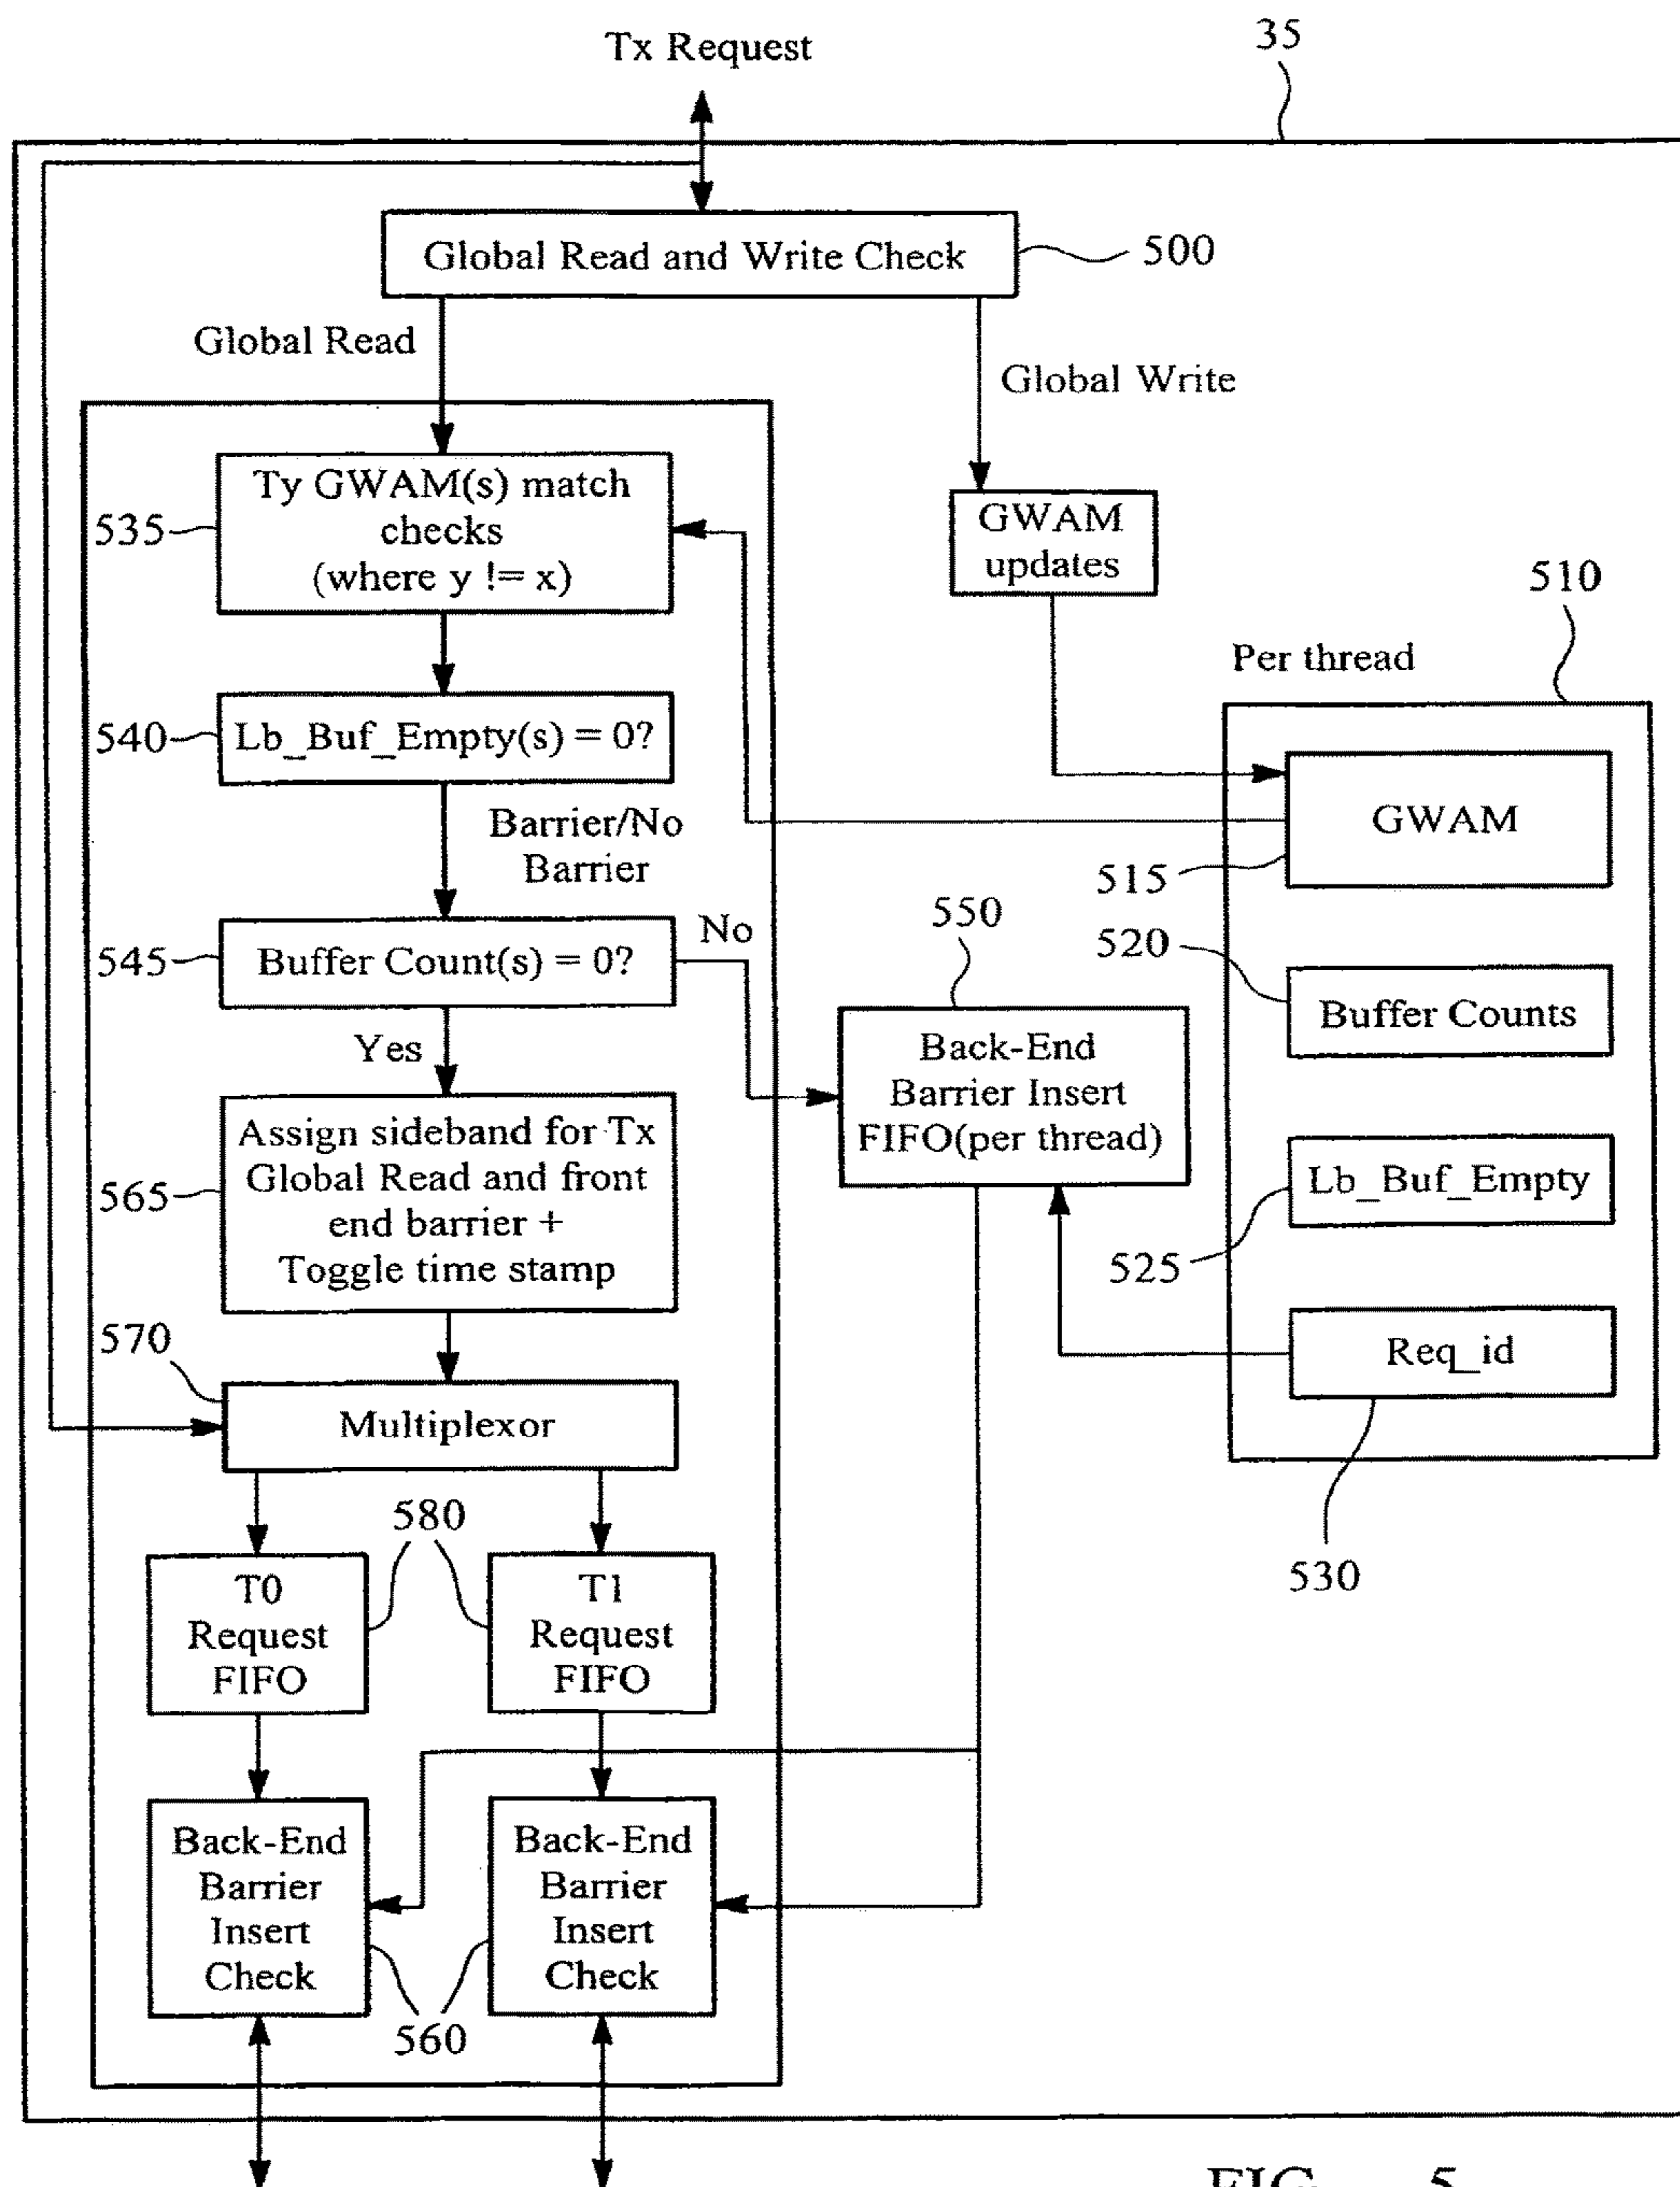 35
Tx Request
Global Read and Write Check
500
Global Read
Global Write
Ty GWAM(s) match
checks
(where y != x)
535
GWAM
updates
510
Per thread
540
Lb_Buf_Empty(s) = 0?
GWAM
515
Barrier/No
Barrier
545
Buffer Count(s) = 0?
No
550
520
Buffer Counts
Yes
Back-End
Barrier Insert
FIFO(per thread)
565
Assign sideband for Tx
Global Read and front
end barrier +
Toggle time stamp
Lb_Buf_Empty
525
570
Multiplexor
Req_id
530
580
T0
Request
FIFO
T1
Request
FIFO
Back-End
Barrier
Insert
Check
Back-End
Barrier
Insert
Check
560
FIG. 5